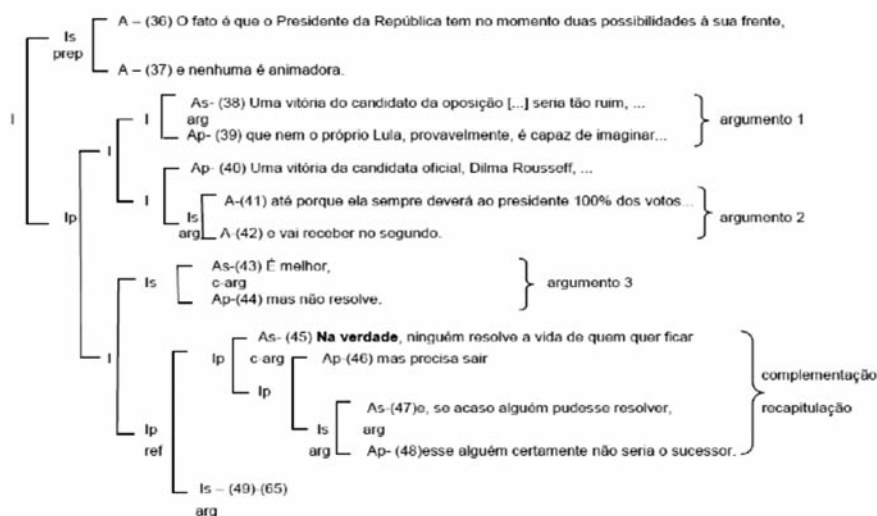 A – (36) O fato é que o Presidente da República tem no momento duas possibilidades à sua frente,
Is
prep
A – (37) e nenhuma é animadora.
I
As- (38) Uma vitória do candidato da oposição [...] seria tão ruim, ...
I
arg
argumento 1
Ap- (39) que nem o próprio Lula, provavelmente, é capaz de imaginar...
I
Ap- (40) Uma vitória da candidata oficial, Dilma Rousseff, ...
I
A-(41) até porque ela sempre deverá ao presidente 100% dos votos...
Is
argumento 2
Ip
arg
A-(42) e vai receber no segundo.
As-(43) É melhor,
Is
c-arg
argumento 3
Ap-(44) mas não resolve.
As- (45) Na verdade, ninguém resolve a vida de quem quer ficar
I
Ip
c-arg
Ap-(46) mas precisa sair
complementação
Ip
recapitulação
As-(47)e, se acaso alguém pudesse resolver,
Ip
Is
arg
ref
arg
Ap- (48)esse alguém certamente não seria o sucessor.
Is – (49)-(65)
arg